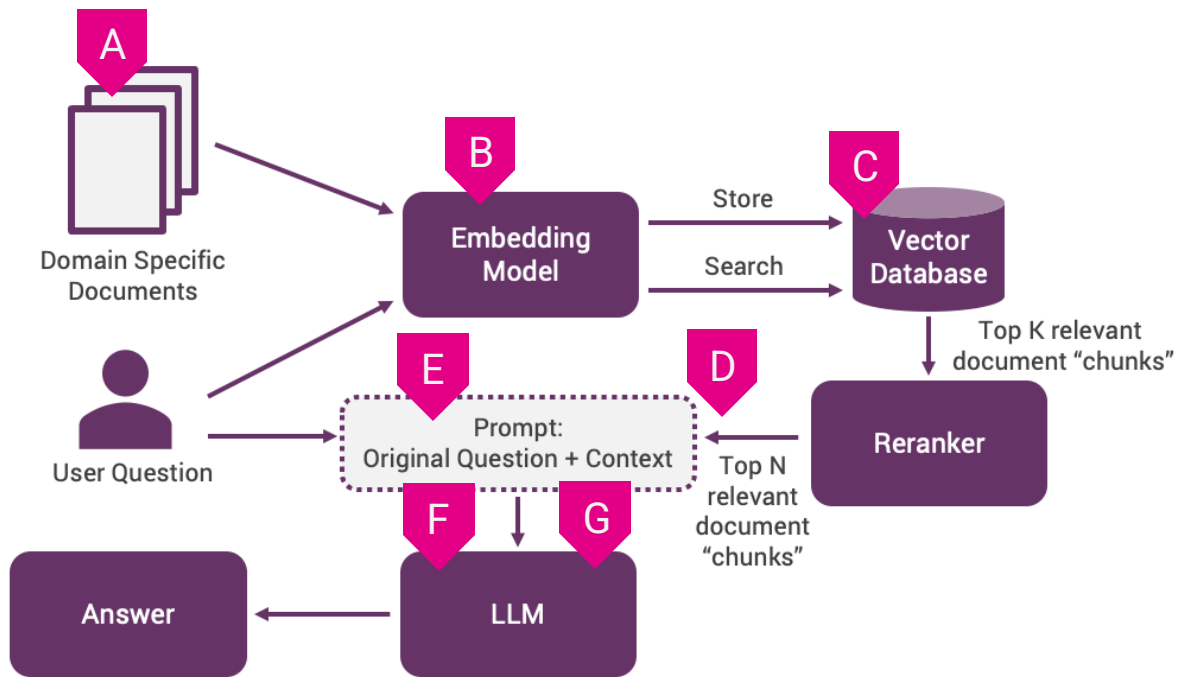 A
Domain Specific
Documents
B
Embedding
Model
Store
Search
C
Vector
Database
Top K relevant
document “chunks”
User Question
E
Prompt:
Original Question + Context
D
Top N
relevant
document
“chunks”
Reranker
F
G
LLM
Answer